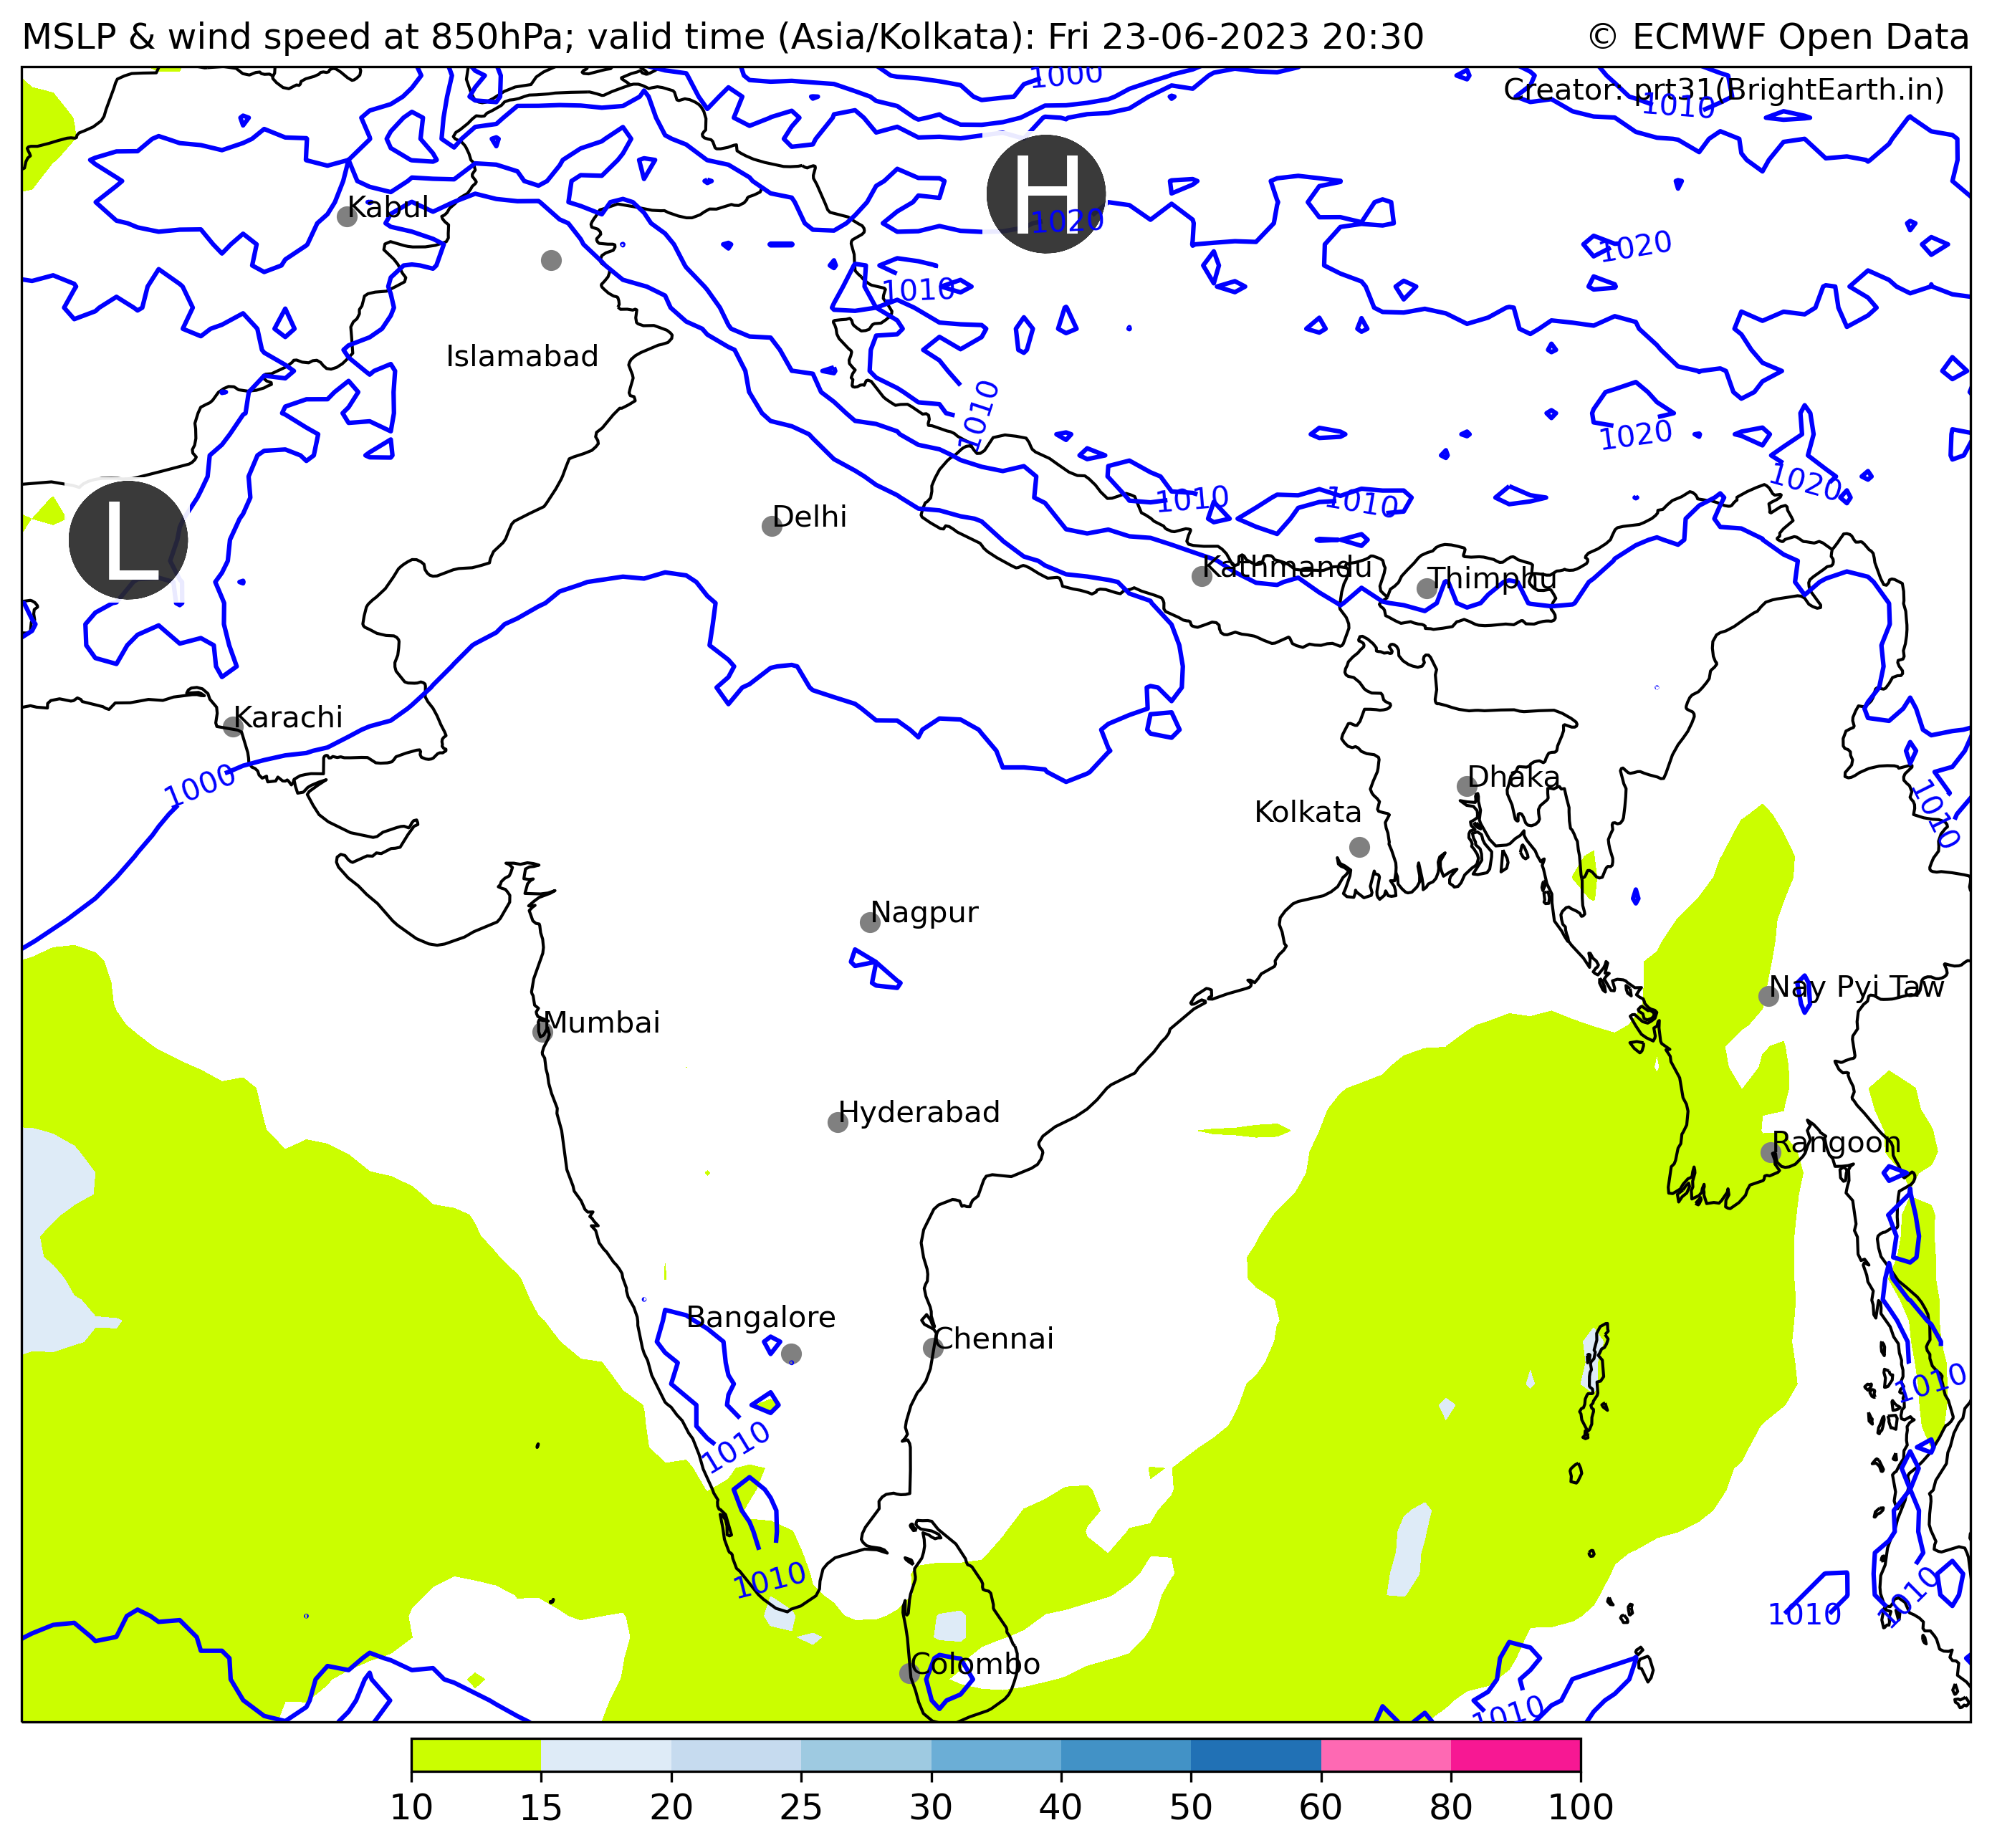 MSLP & wind speed at 850hPa; valid time (Asia/Kolkata): Fri 23-06-2023 20:30
© ECMWF Open Data
1000
Creator: prt31(BrightEarth.in)
1010
H
Kabul
1020
1020
1010
Islamabad
1010
1020
1020
1010
1010
L
Delhi
Kathmandu
Thimphu
Karachi
1000
Dhaka
Kolkata
1010
Nagpur
Nay Pyi Taw
Mumbai
Hyderabad
Rangoon
Bangalore
Chennai
1010
1010
1010
1010
1010
Colombo
1010
10 15 20 25 30 40 50 60 80 100